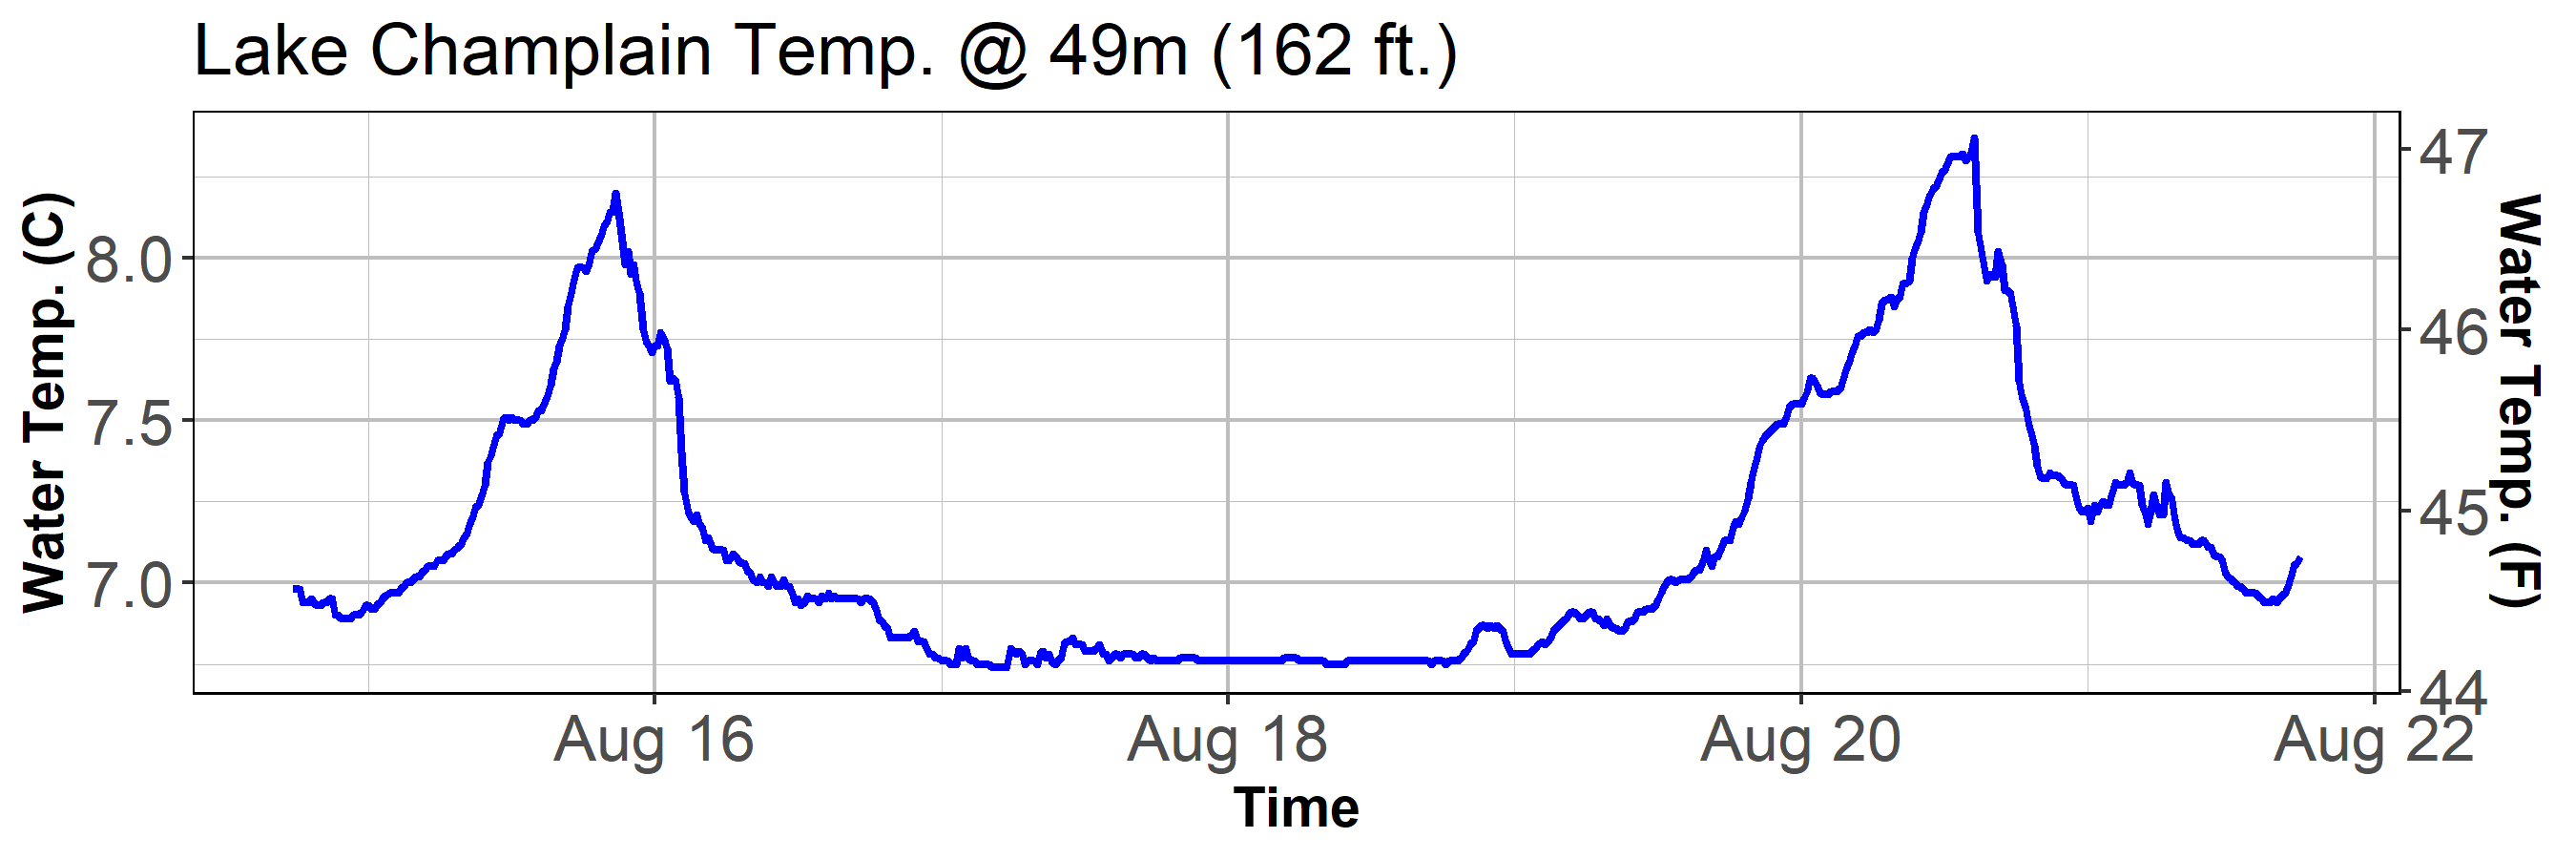 Lake Champlain Temp. @ 49m (162 ft.)
Water Temp. (C)
8.0
7.5
7.0
47
46
45
44
Water Temp. (F)
Aug 16 Aug 18 Aug 20 Aug 22
Time